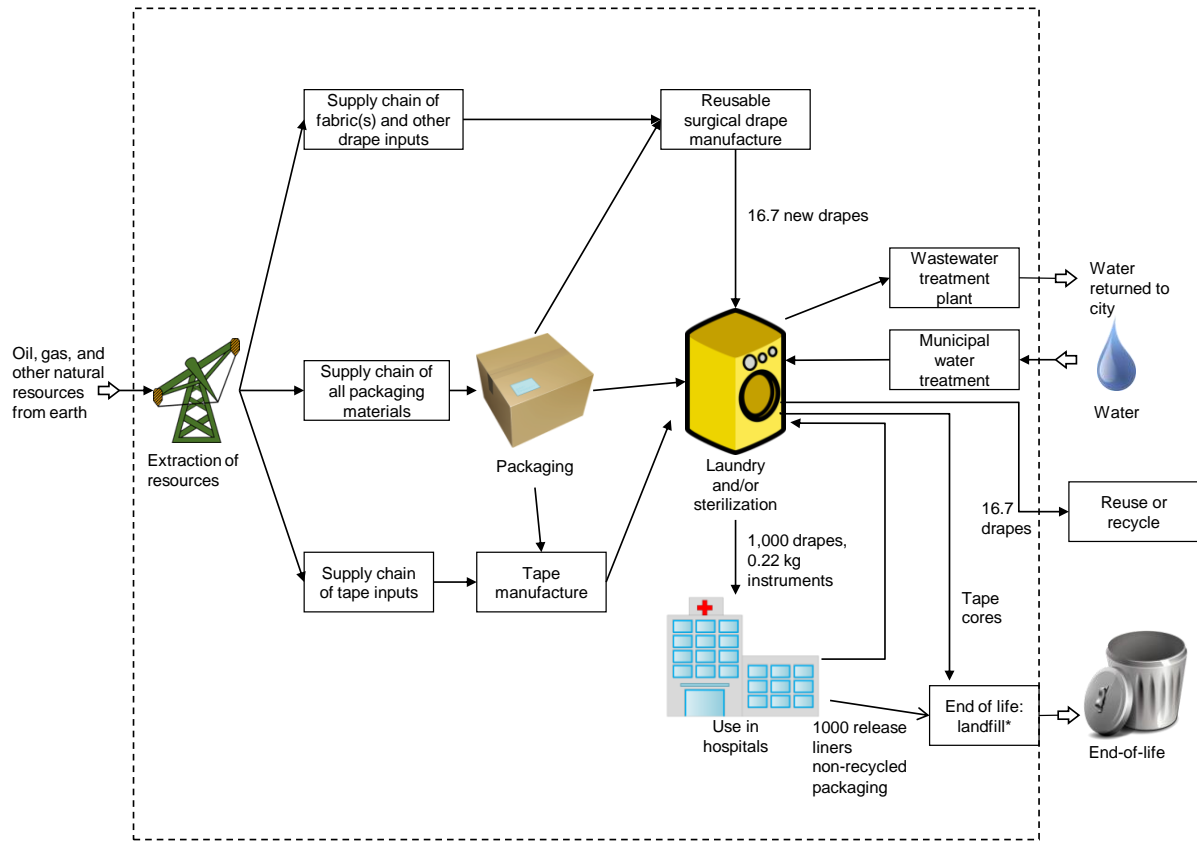 Supply chain of
fabric(s) and other
drape inputs
Reusable
surgical drape
manufacture
16.7 new drapes
Wastewater
treatment
plant
Water
returned to
city
Oil, gas, and
other natural
resources
from earth
Extraction of
resources
Supply chain of
all packaging
materials
Packaging
Municipal
water
treatment
Water
Laundry
and/or
sterilization
16.7
drapes
Reuse or
recycle
1,000 drapes,
0.22 kg
instruments
Supply chain
of tape inputs
Tape
manufacture
Tape
cores
Use in
hospitals
1000 release
liners
non-recycled
packaging
End of life:
landfill*
End-of-life